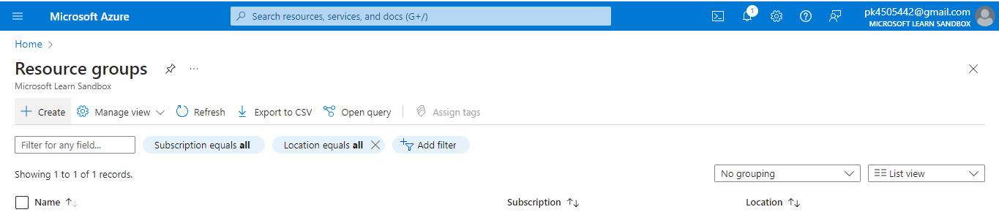 Microsoft Azure
Search resources, services, and docs (G+/)
1
pk4505442@gmail.com
MICROSOFT LEARN SANDBOX
Home >
Resource groups
...
Microsoft Learn Sandbox
+ Create Manage view Refresh Export to CSV Open query Assign tags
Filter for any field... Subscription equals all Location equals all Add filter
Showing 1 to 1 of 1 records. No grouping List view
Name Subscription Location